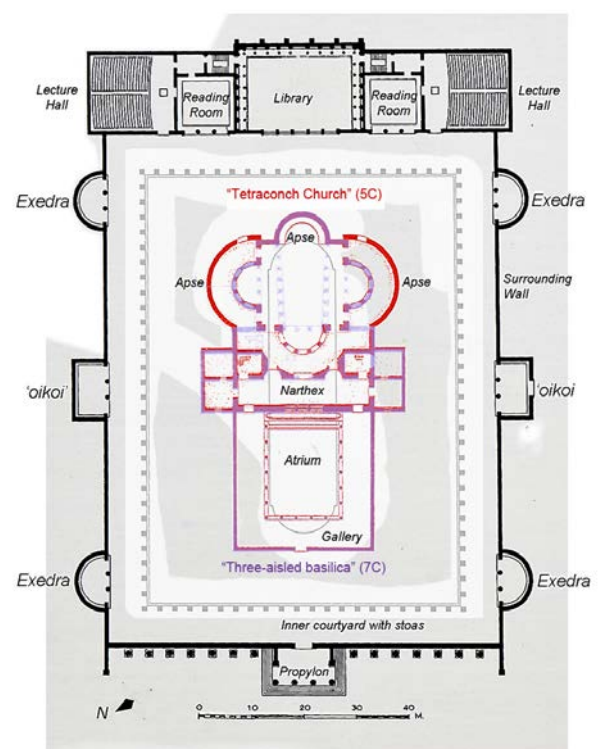 Lecture
Hall
Reading
Room
Library
Reading
Room
Lecture
Hall
Exedra
"Tetraconch Church" (5C)
Exedra
Apse
Apse
Apse
Surrounding
Wall
'oikoi'
Narthex
'oikoi
Atrium
Gallery
Exedra
"Three-aisled basilica" (7C)
Exedra
Inner courtyard with stoas
Propylon
N
0 10 20 30 40
M.